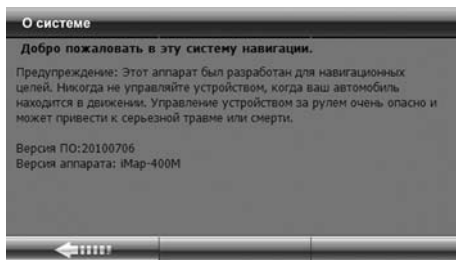 О системе
Добро пожаловать в эту систему навигации.
Предупреждение: Этот аппарат был разработан для навигационных
целей. Никогда не управляйте устройством, когда ваш автомобиль
находится в движении. Управление устройством за рулем очень опасно и
может привести к серьезной травме или смерти.
Версия ПО:20100706
Версия аппарата: iMap-400M